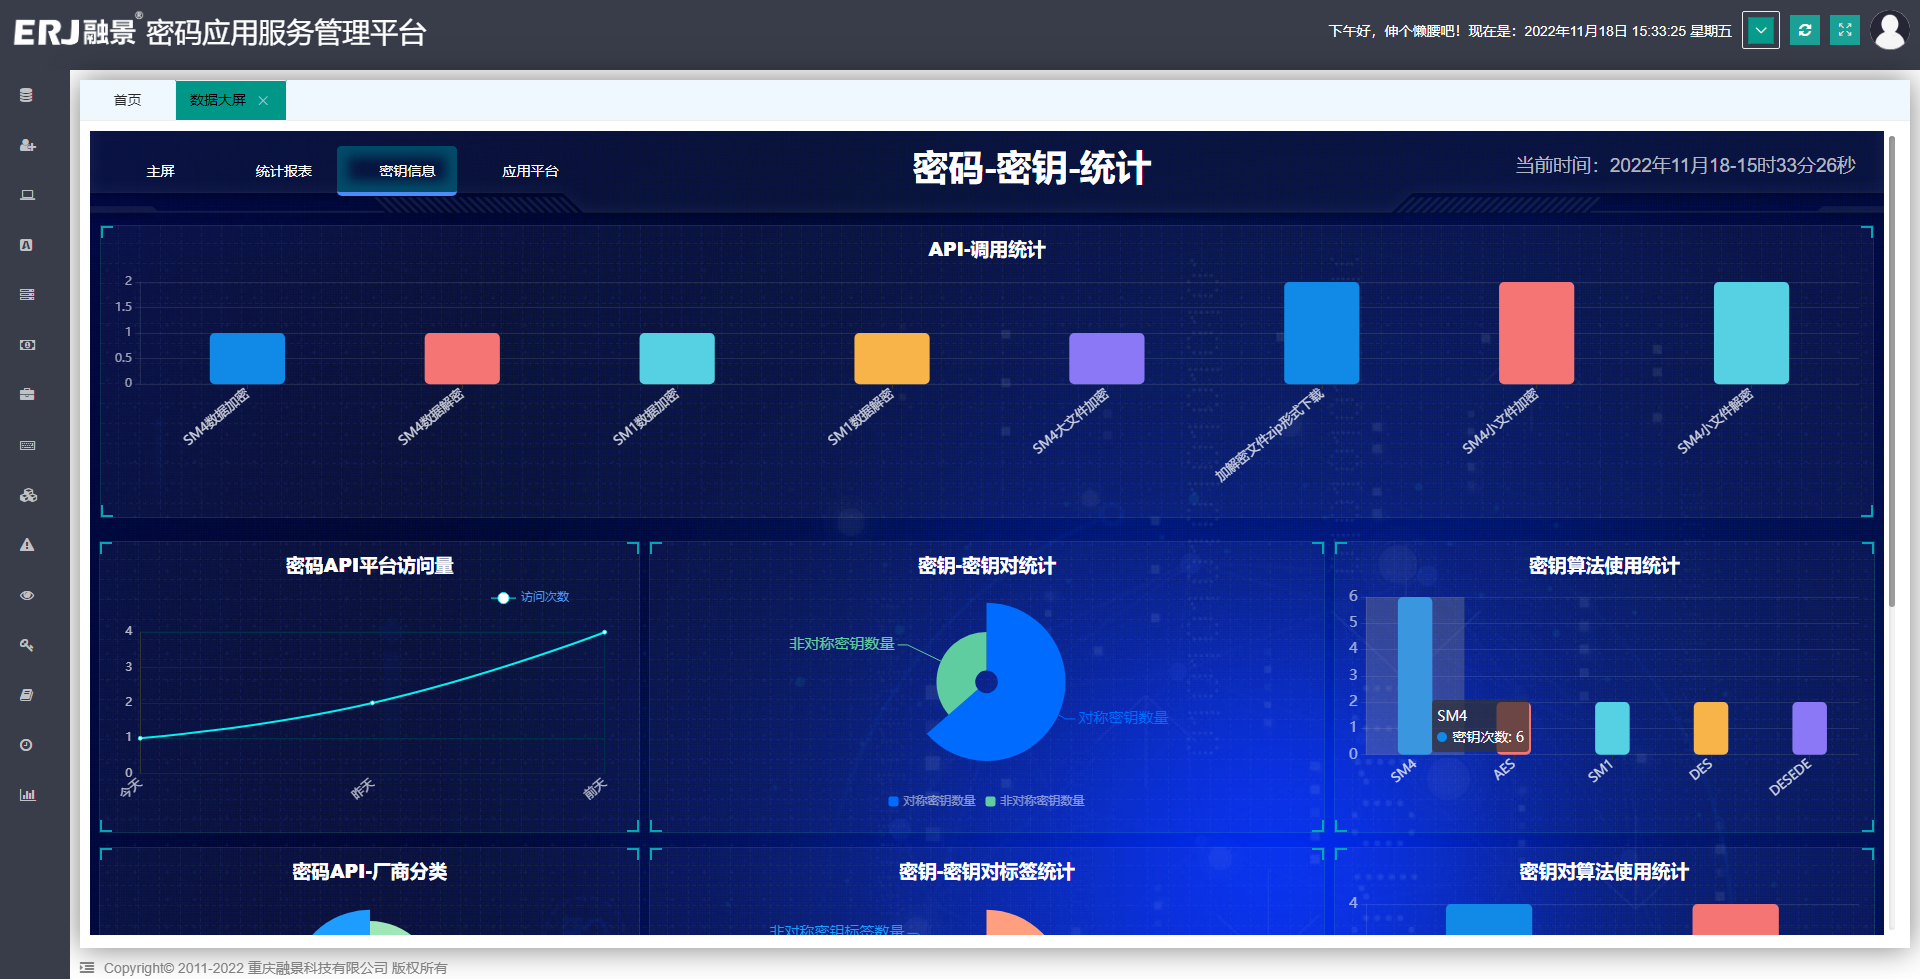 ERJ融景® 密码应用服务管理平台
下午好，伸个懒腰吧！现在是：2022年11月18日 15:33:25 星期五
首页
数据大屏
主屏
统计报表
密钥信息
应用平台
密码-密钥-统计
当前时间：2022年11月18-15时33分26秒
API-调用统计
2
1.5
1
0.5
0
SM4数据加密
SM4数据解密
SM1数据加密
SM1数据解密
SM4大文件加密
加解密文件zip形式下载
SM4小文件加密
SM4小文件解密
密码API平台访问量
访问次数
4
3
2
1
0
今天
昨天
前天
密钥-密钥对统计
非对称密钥数量
对称密钥数量
对称密钥数量
非对称密钥数量
密钥算法使用统计
6
5
4
3
2
1
0
SM4
密钥次数: 6
SM4
AES
SM1
DES
DESEDE
密码API-厂商分类
密钥-密钥对标签统计
非对称密钥标签数量
密钥对算法使用统计
4
Copyright© 2011-2022 重庆融景科技有限公司 版权所有